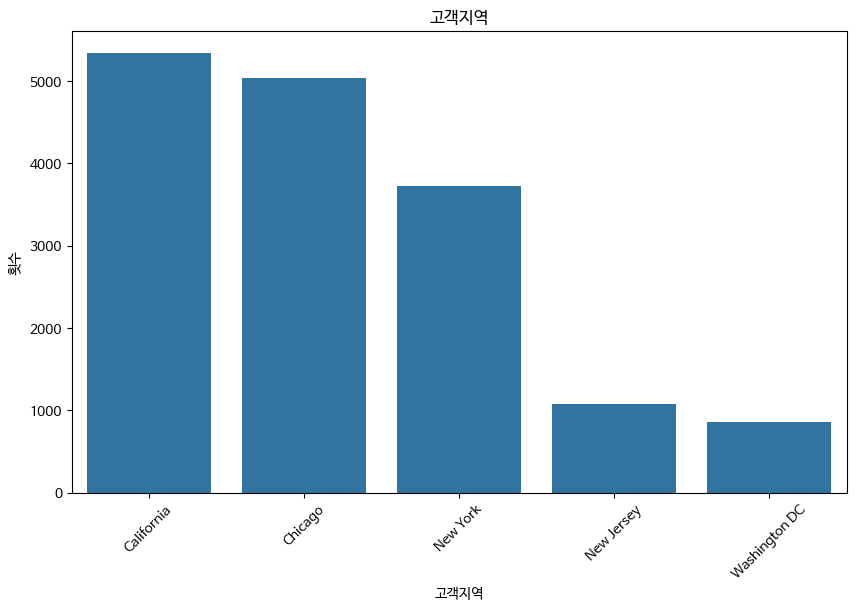 고객지역
횟수
5000
4000
3000
2000
1000
0
California
Chicago
New York
New Jersey
Washington DC
고객지역